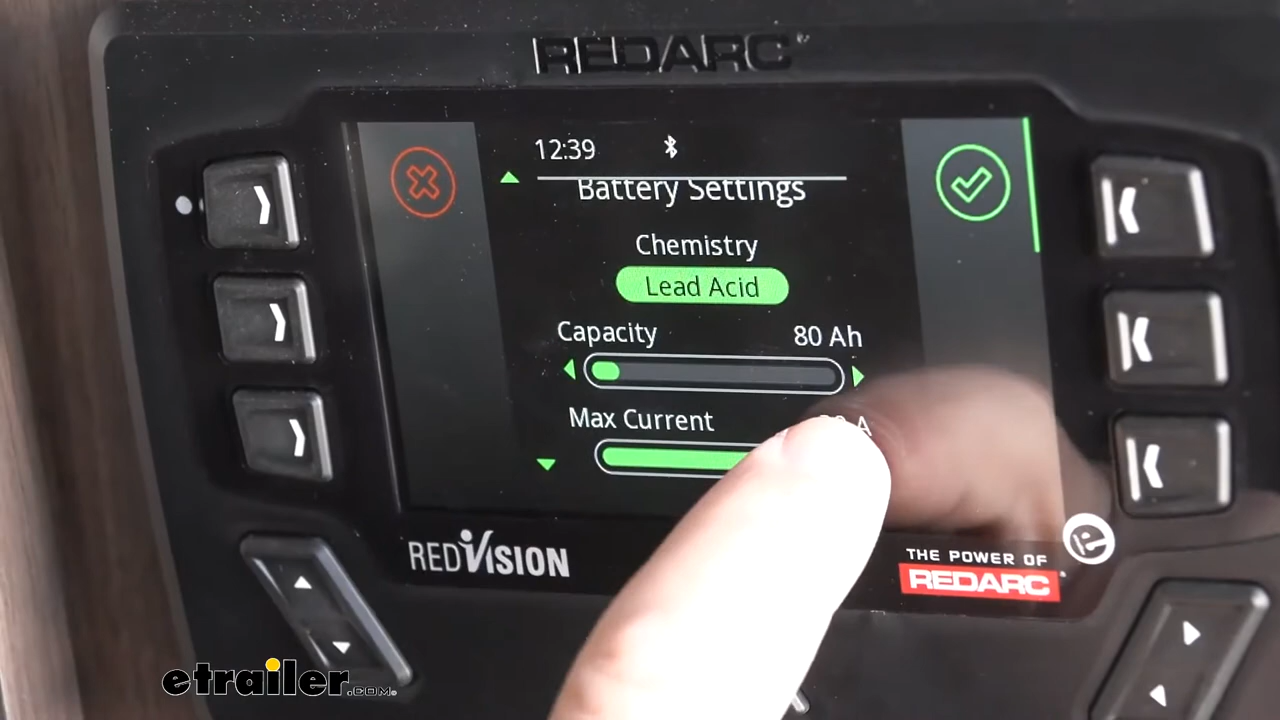 REDARC
12:39
Battery Settings
Chemistry
Lead Acid
Capacity 80 Ah
Max Current A
REDVISION
THE POWER OF
REDARC
e
etrailer.com